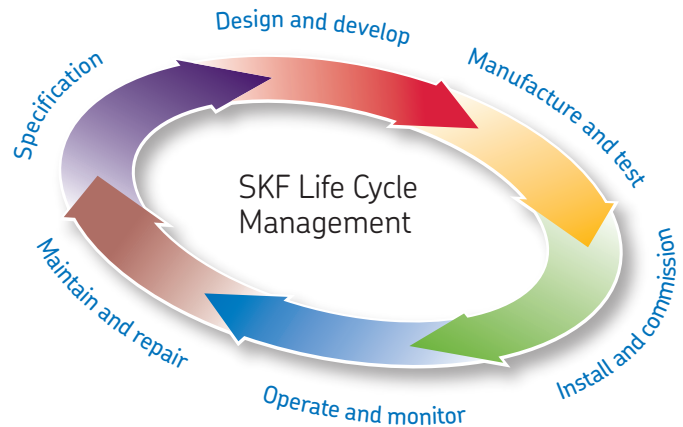 Design and develop
Manufacture and test
Specification
SKF Life Cycle
Management
Install and commission
Maintain and repair
Operate and monitor